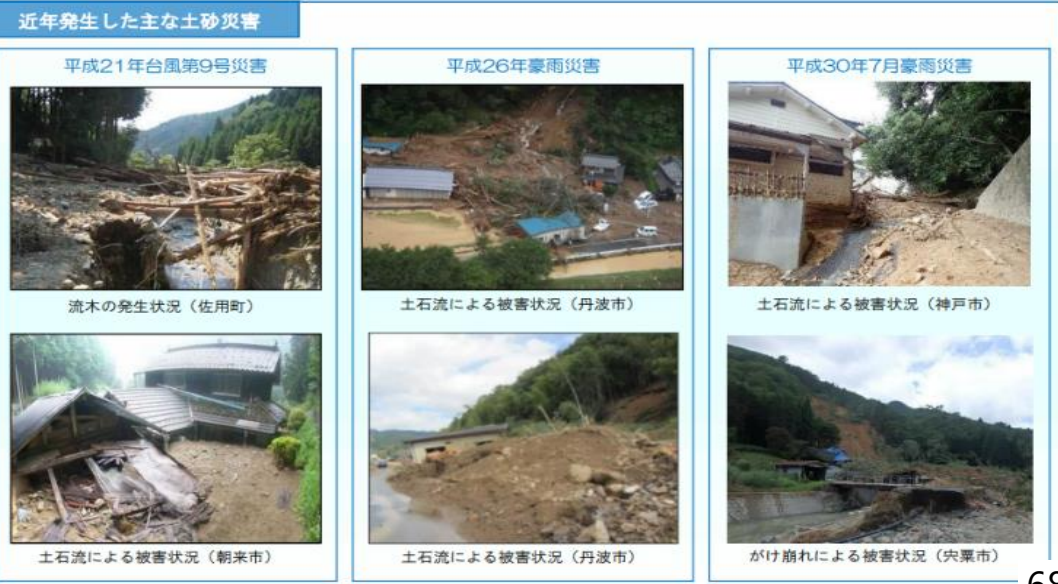 近年発生した主な土砂災害
平成21年台風第9号災害
流木の発生状況（佐用町）
土石流による被害状況（朝来市）
平成26年豪雨災害
土石流による被害状況（丹波市）
土石流による被害状況（丹波市）
平成30年7月豪雨災害
土石流による被害状況（神戸市）
がけ崩れによる被害状況（宍粟市）
68